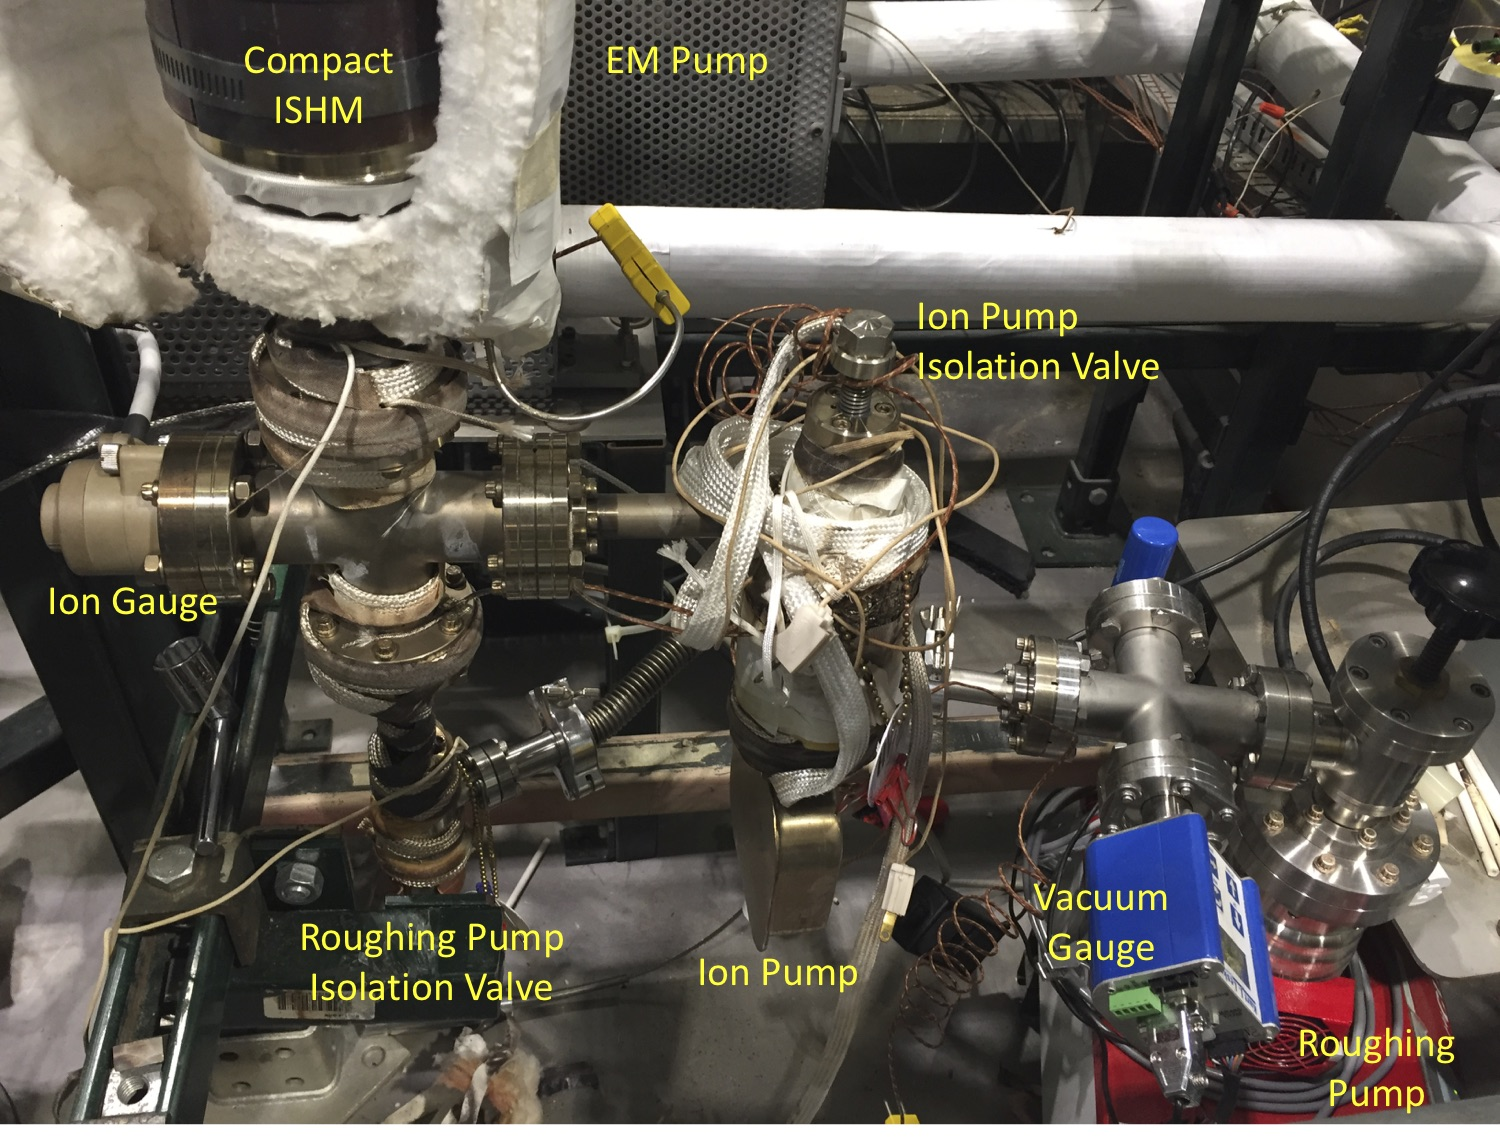 Compact
ISHM
EM Pump
Ion Pump
Isolation Valve
Ion Gauge
Vacuum
Gauge
Roughing Pump
Isolation Valve
Ion Pump
Roughing
Pump